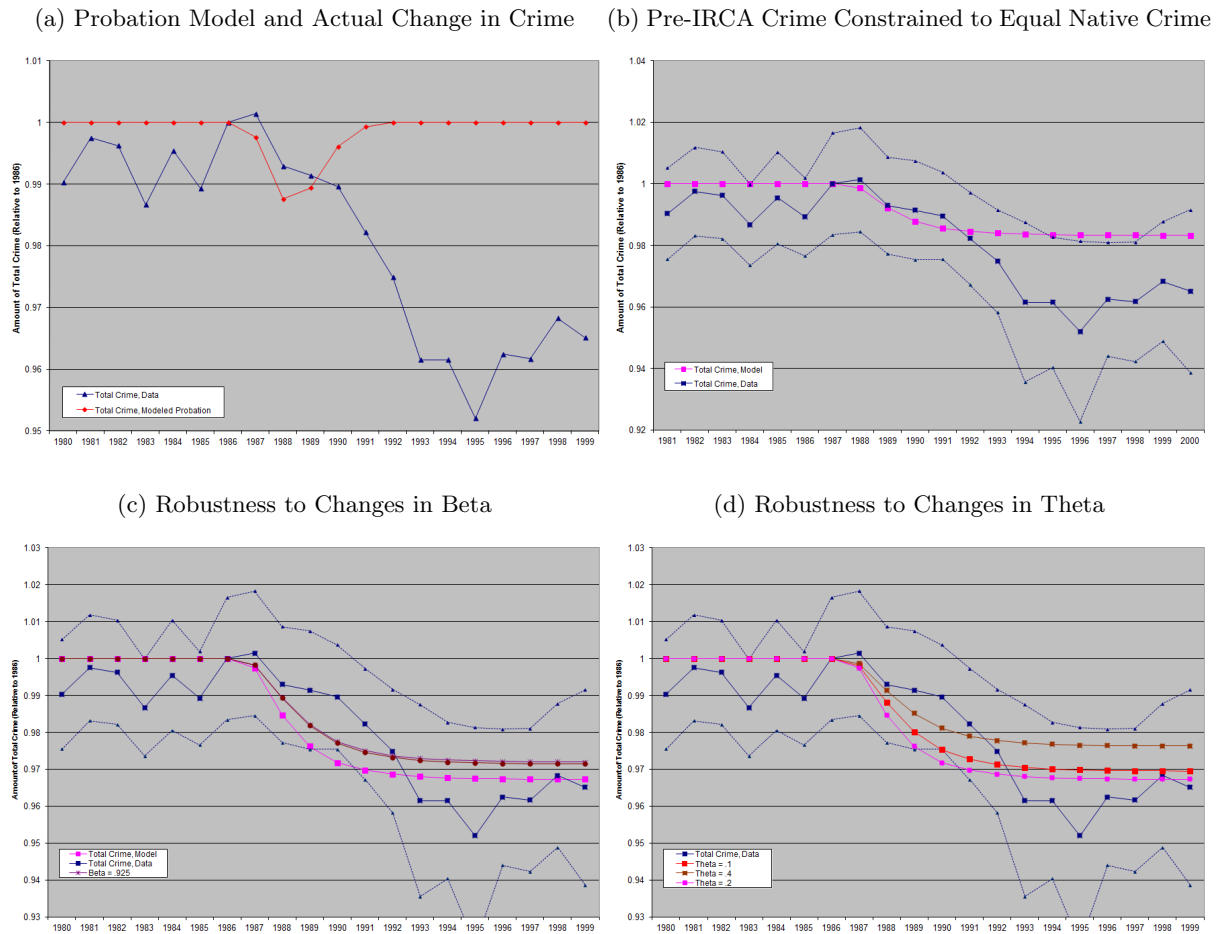 (a) Probation Model and Actual Change in Crime
(b) Pre-IRCA Crime Constrained to Equal Native Crime
Amount of Total Crime (Relative to 1986)
1.01
1
0.99
0.98
0.97
0.96
0.95
Total Crime, Data
Total Crime, Modeled Probation
1980 1981 1982 1983 1984 1985 1986 1987 1988 1989 1990 1991 1992 1993 1994 1995 1996 1997 1998 1999
Amount of Total Crime (Relative to 1986)
1.04
1.02
1
0.98
0.96
0.94
0.92
Total Crime, Model
Total Crime, Data
1981 1982 1983 1984 1985 1986 1987 1988 1989 1990 1991 1992 1993 1994 1995 1996 1997 1998 1999 2000
(c) Robustness to Changes in Beta
(d) Robustness to Changes in Theta
Amount of Total Crime (Relative to 1986)
1.03
1.02
1.01
1
0.99
0.98
0.97
0.96
0.95
0.94
0.93
Total Crime, Model
Total Crime, Data
Beta = .925
1980 1981 1982 1983 1984 1985 1986 1987 1988 1989 1990 1991 1992 1993 1994 1995 1996 1997 1998 1999
Amount of Total Crime (Relative to 1986)
1.03
1.02
1.01
1
0.99
0.98
0.97
0.96
0.95
0.94
0.93
Total Crime, Data
Theta = .1
Theta = .4
Theta = .2
1980 1981 1982 1983 1984 1985 1986 1987 1988 1989 1990 1991 1992 1993 1994 1995 1996 1997 1998 1999